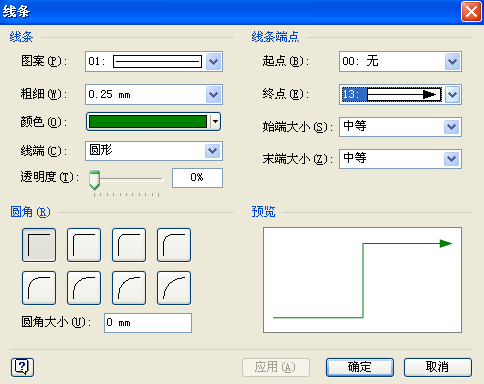 线条
线条 线条端点
图案(P): 01: 起点(B): 00: 无
粗细(W): 0.25 mm 终点(E): 13:
颜色(O): 始端大小(S): 中等
线端(C): 圆形 末端大小(Z): 中等
透明度(T): 0%
圆角(R) 预览
圆角大小(U): 0 mm
? 应用(A) 确定 取消